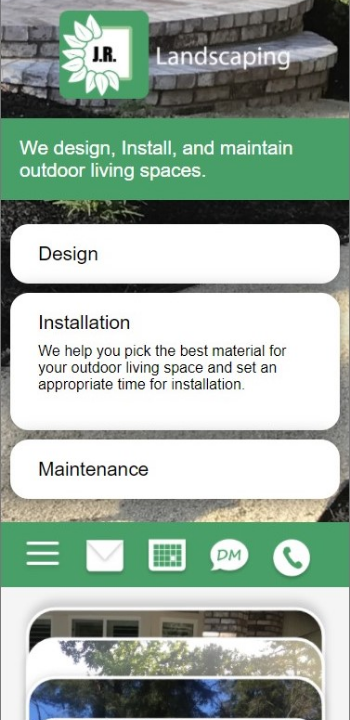 J.R. Landscaping
We design, Install, and maintain
outdoor living spaces.
Design
Installation
We help you pick the best material for
your outdoor living space and set an
appropriate time for installation.
Maintenance
DM